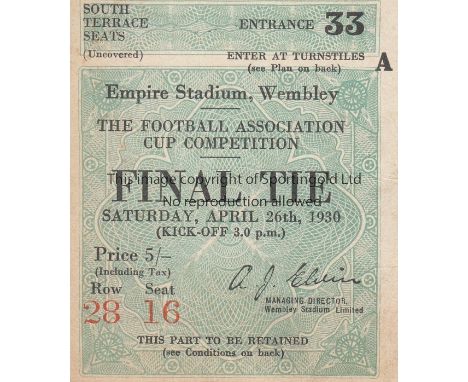 SOUTH
TERRACE
SEATS
(Uncovered)
ENTRANCE 33
ENTER AT TURNSTILES
(see Plan on back)
A
Empire Stadium, Wembley
THE FOOTBALL ASSOCIATION
CUP COMPETITION
FINAL TIE
This image copyright of Sportingold Ltd
No reproduction allowed
SATURDAY, APRIL 26th, 1930
(KICK-OFF 3.0 p.m.)
Price 5/–
(Including Tax)
Row Seat
28 16
A. J. Elvin
MANAGING DIRECTOR.
Wembley Stadium Limited
THIS PART TO BE RETAINED
(see Conditions on back)